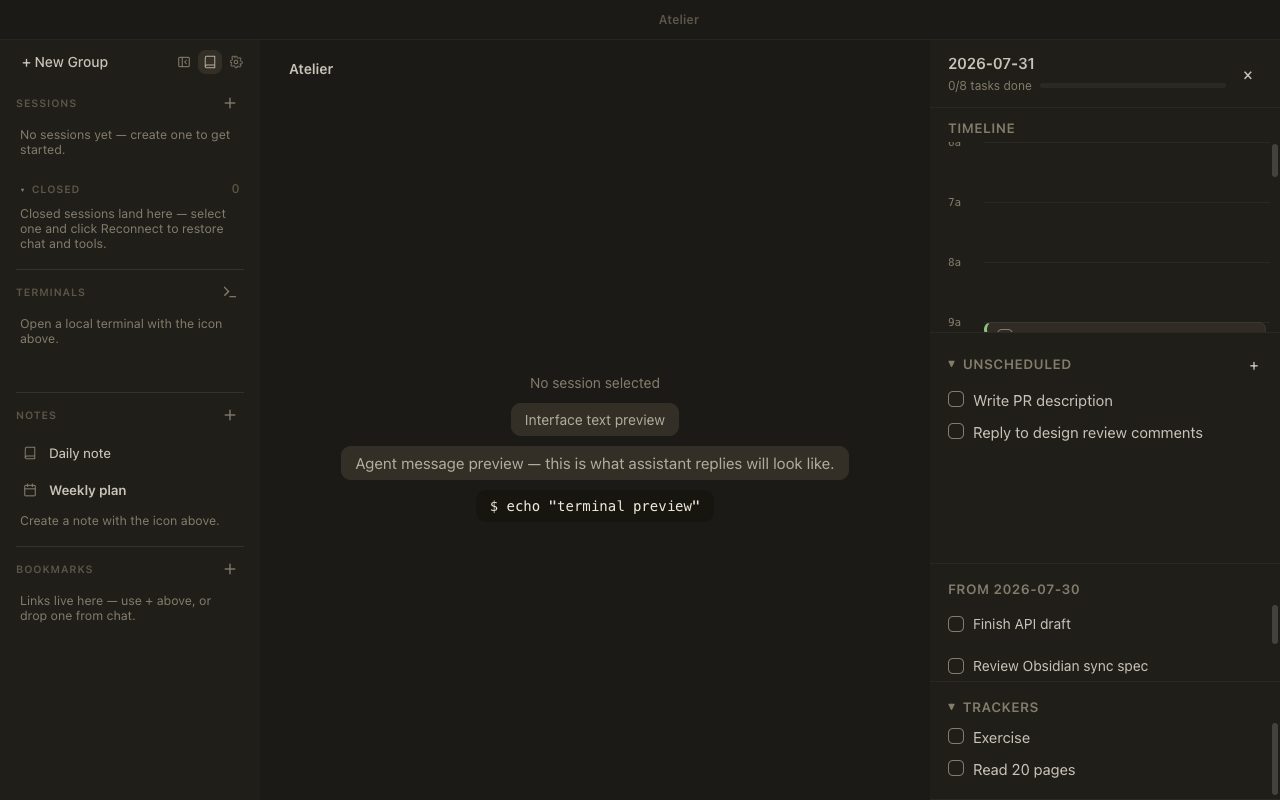 Atelier
+ New Group
SESSIONS
No sessions yet — create one to get
started.
CLOSED 0
Closed sessions land here — select
one and click Reconnect to restore
chat and tools.
TERMINALS
Open a local terminal with the icon
above.
NOTES
Daily note
Weekly plan
Create a note with the icon above.
BOOKMARKS
Links live here — use + above, or
drop one from chat.
Atelier
No session selected
Interface text preview
Agent message preview — this is what assistant replies will look like.
$ echo "terminal preview"
2026-07-31
0/8 tasks done
TIMELINE
6a
7a
8a
9a
UNSCHEDULED
Write PR description
Reply to design review comments
FROM 2026-07-30
Finish API draft
Review Obsidian sync spec
TRACKERS
Exercise
Read 20 pages